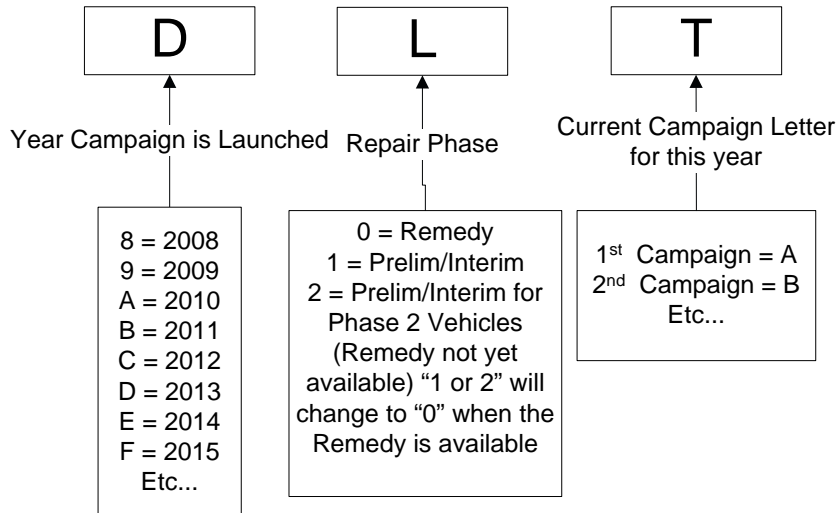 D
L
T
Year Campaign is Launched
Repair Phase
Current Campaign Letter
for this year
8 = 2008
9 = 2009
A = 2010
B = 2011
C = 2012
D = 2013
E = 2014
F = 2015
Etc...
0 = Remedy
1 = Prelim/Interim
2 = Prelim/Interim for
Phase 2 Vehicles
(Remedy not yet
available) “1 or 2” will
change to “0” when the
Remedy is available
1st Campaign = A
2nd Campaign = B
Etc...